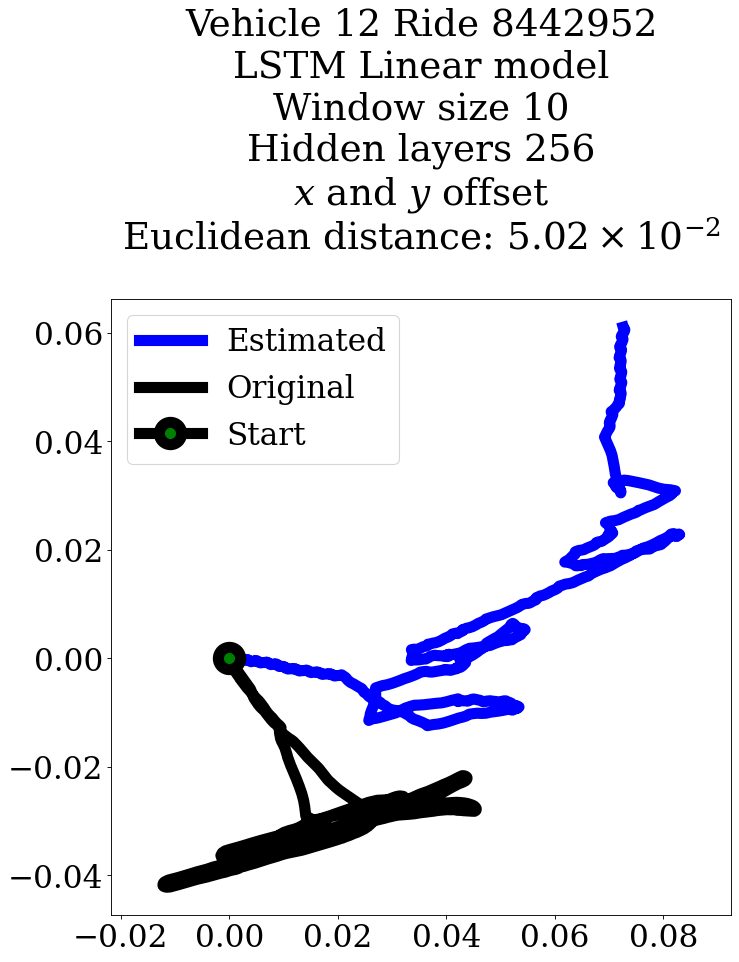 Vehicle 12 Ride 8442952
LSTM Linear model
Window size 10
Hidden layers 256
x and y offset
Euclidean distance: 5.02 × 10⁻²
Estimated
Original
Start
0.06
0.04
0.02
0.00
−0.02
−0.04
−0.02 0.00 0.02 0.04 0.06 0.08